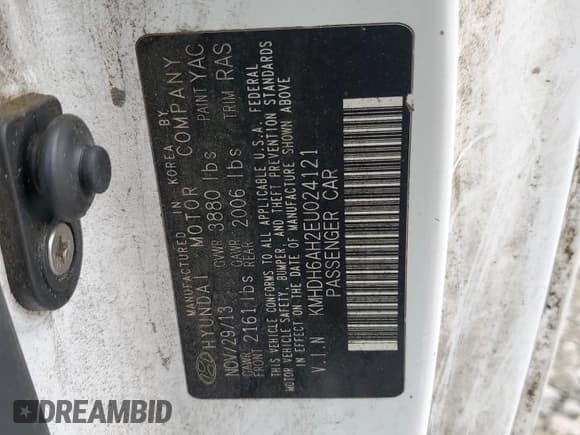 MANUFACTURED IN KOREA BY
HYUNDAI MOTOR COMPANY
NOV/29/13 GVWR 3880 lbs PAINT YAC
GAWR FRONT 2161 lbs GAWR REAR 2006 lbs TRIM RAS
THIS VEHICLE CONFORMS TO ALL APPLICABLE U.S.A. FEDERAL
MOTOR VEHICLE SAFETY, BUMPER, AND THEFT PREVENTION STANDARDS
IN EFFECT ON THE DATE OF MANUFACTURE SHOWN ABOVE
V.I.N KMHDH6AH2EU024121
PASSENGER CAR
DREAMBID